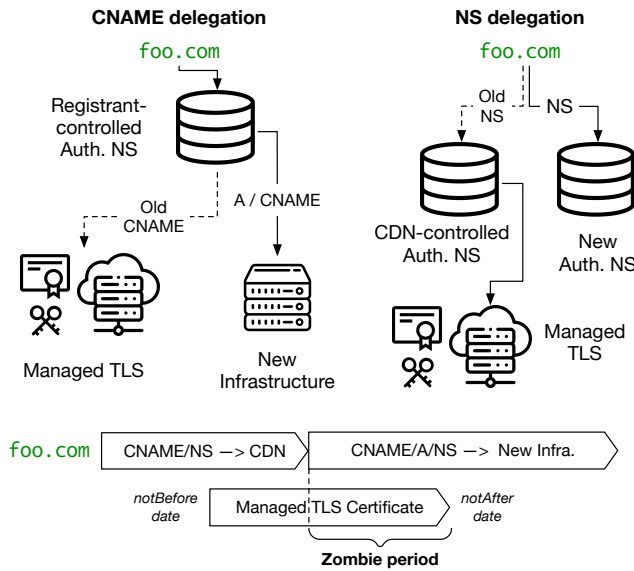 CNAME delegation
foo.com
Registrant-
controlled
Auth. NS
A / CNAME
Old
CNAME
Managed TLS
New
Infrastructure
NS delegation
foo.com
Old
NS
NS
CDN-controlled
Auth. NS
New
Auth. NS
Managed
TLS
foo.com
CNAME/NS —> CDN
CNAME/A/NS —> New Infra.
notBefore
date
Managed TLS Certificate
notAfter
date
Zombie period